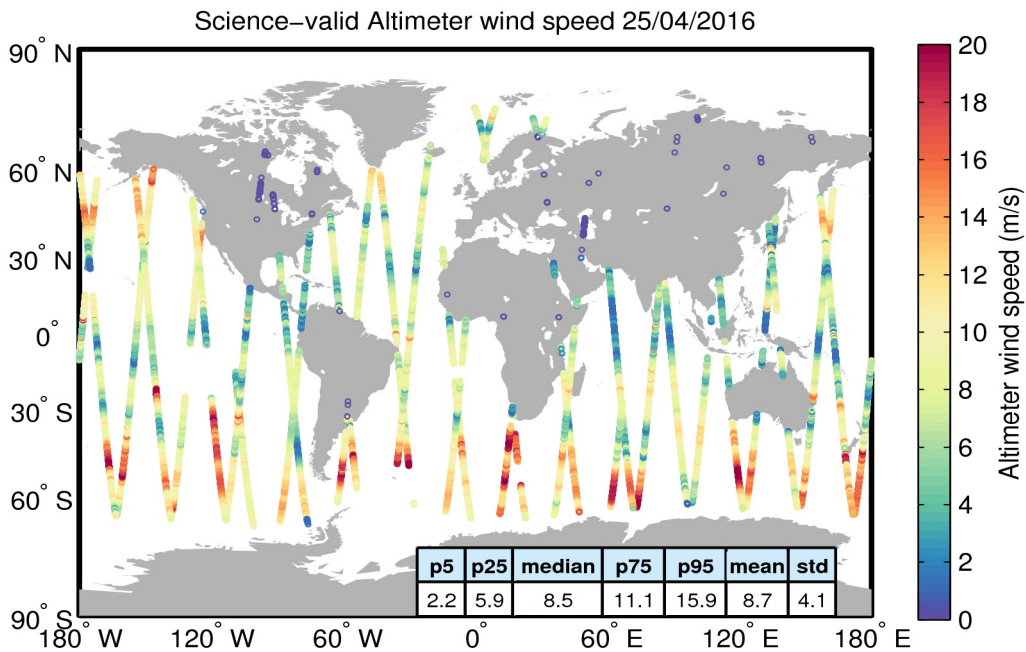 Science−valid Altimeter wind speed 25/04/2016
90° N
60° N
30° N
0°
30° S
60° S
90° S
180° W
120° W
60° W
0°
60° E
120° E
180° E
p5 p25 median p75 p95 mean std
2.2 5.9 8.5 11.1 15.9 8.7 4.1
20
18
16
14
12
10
8
6
4
2
0
Altimeter wind speed (m/s)